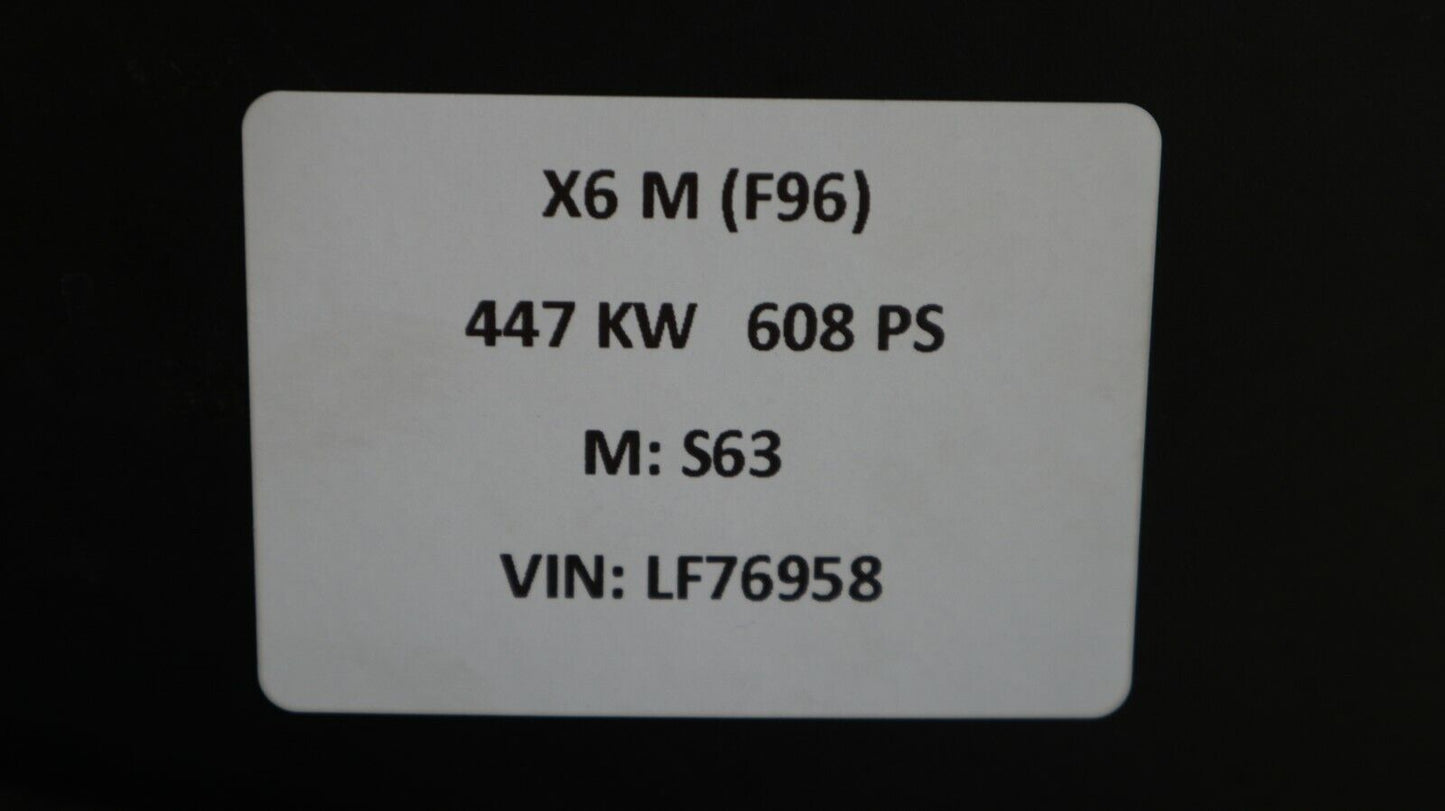 X6 M (F96)
447 KW 608 PS
M: S63
VIN: LF76958